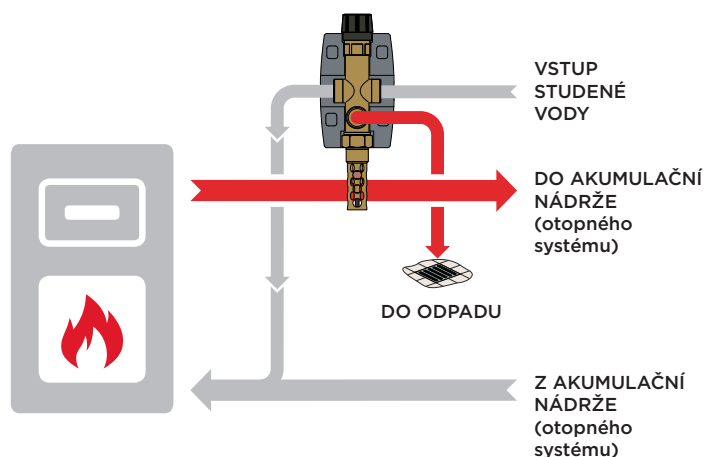 VSTUP
STUDENÉ
VODY
DO AKUMULAČNÍ
NÁDRŽE
(otopného
systému)
DO ODPADU
Z AKUMULAČNÍ
NÁDRŽE
(otopného
systému)